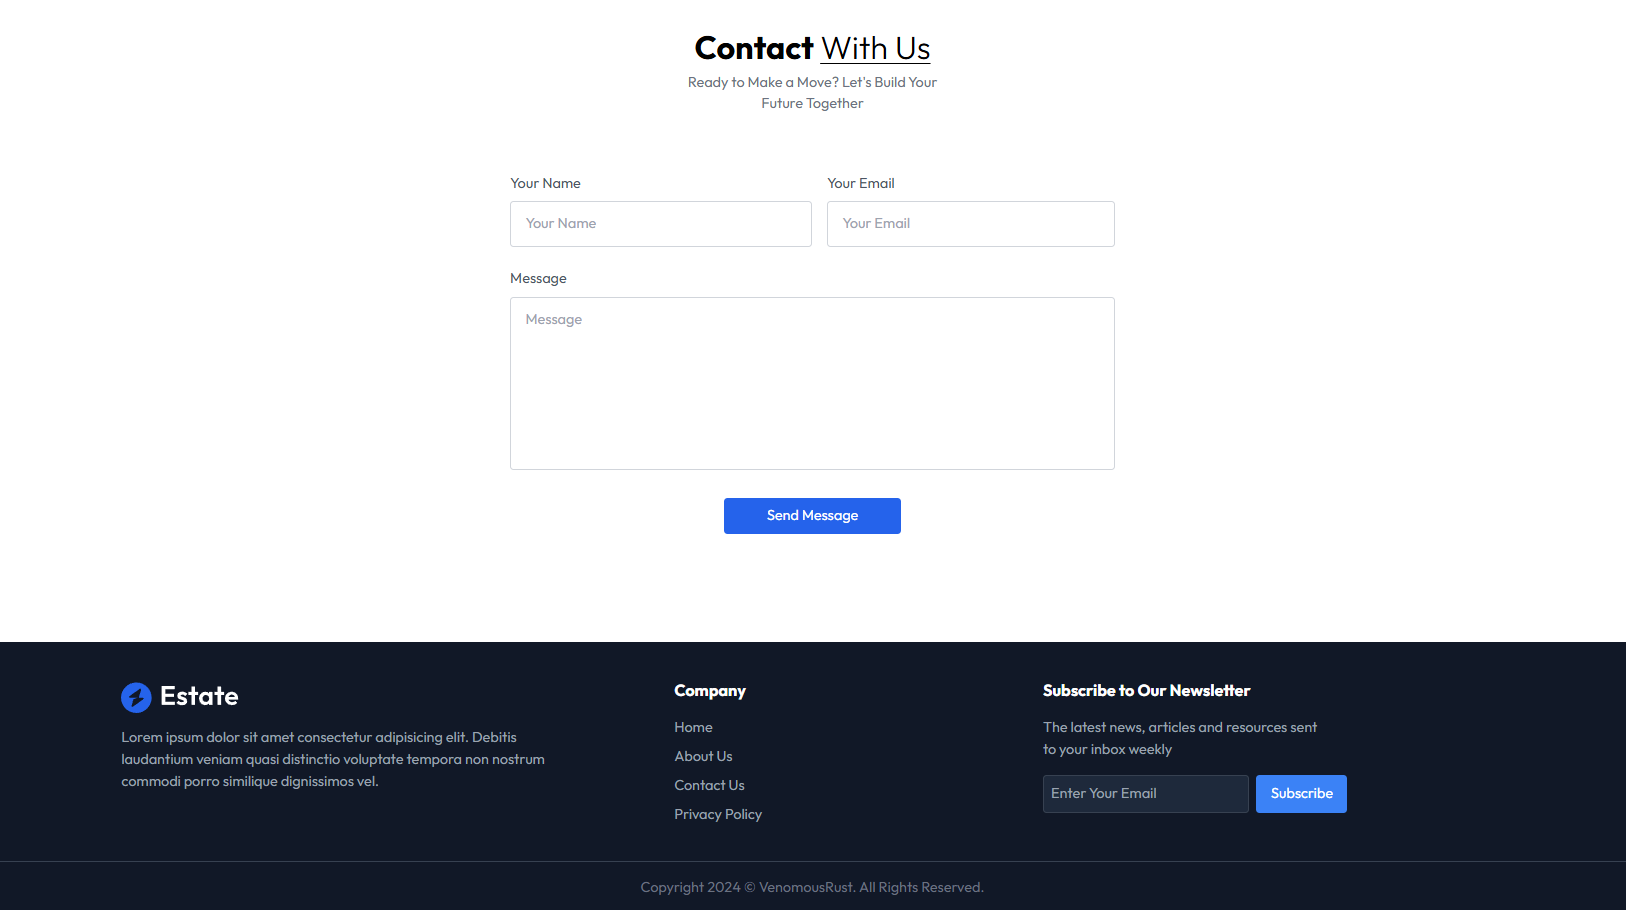 Contact With Us
Ready to Make a Move? Let's Build Your
Future Together
Your Name
Your Email
Your Name
Your Email
Message
Message
Send Message
Estate
Lorem ipsum dolor sit amet consectetur adipisicing elit. Debitis
laudantium veniam quasi distinctio voluptate tempora non nostrum
commodi porro similique dignissimos vel.
Company
Home
About Us
Contact Us
Privacy Policy
Subscribe to Our Newsletter
The latest news, articles and resources sent
to your inbox weekly
Enter Your Email
Subscribe
Copyright 2024 © VenomousRust. All Rights Reserved.